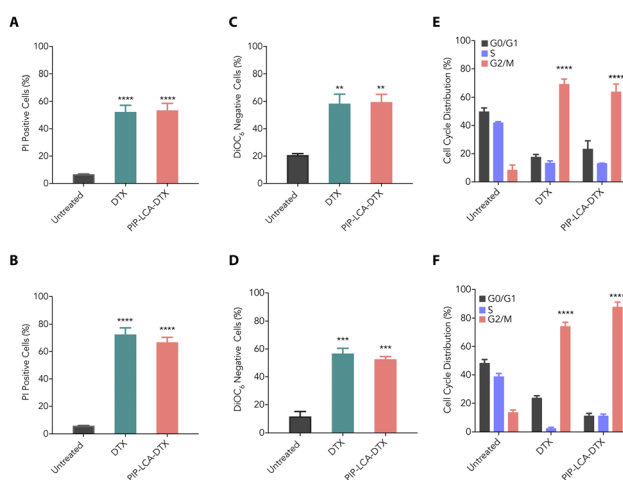 A
PI Positive Cells (%)
100
80
60
40
20
0
****
****
Untreated
DTX
PIP-LCA-DTX
C
DiOC6 Negative Cells (%)
100
80
60
40
20
0
**
**
Untreated
DTX
PIP-LCA-DTX
E
Cell Cycle Distribution (%)
100
80
60
40
20
0
G0/G1
S
G2/M
****
****
Untreated
DTX
PIP-LCA-DTX
B
PI Positive Cells (%)
100
80
60
40
20
0
****
****
Untreated
DTX
PIP-LCA-DTX
D
DiOC6 Negative Cells (%)
100
80
60
40
20
0
***
***
Untreated
DTX
PIP-LCA-DTX
F
Cell Cycle Distribution (%)
100
80
60
40
20
0
G0/G1
S
G2/M
****
****
Untreated
DTX
PIP-LCA-DTX